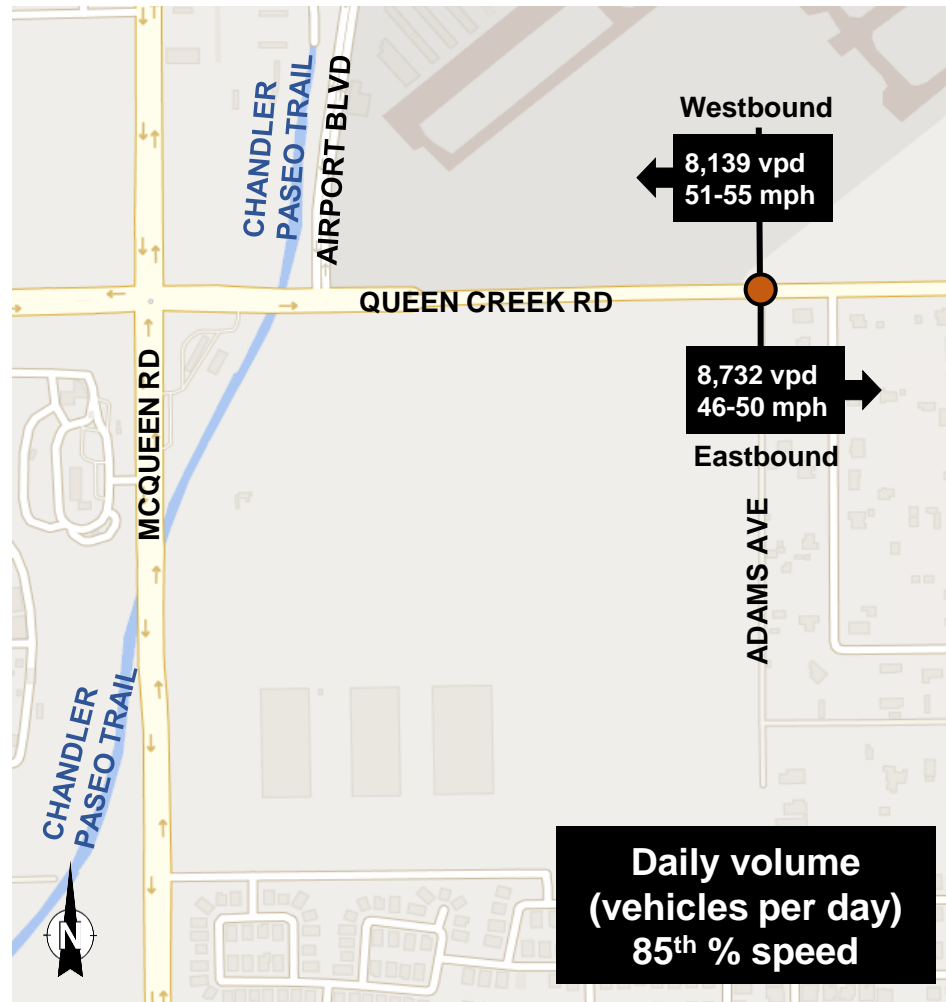 CHANDLER
PASEO TRAIL
AIRPORT BLVD
Westbound
8,139 vpd
51-55 mph
QUEEN CREEK RD
MCQUEEN RD
8,732 vpd
46-50 mph
Eastbound
ADAMS AVE
CHANDLER
PASEO TRAIL
N
Daily volume
(vehicles per day)
85th % speed